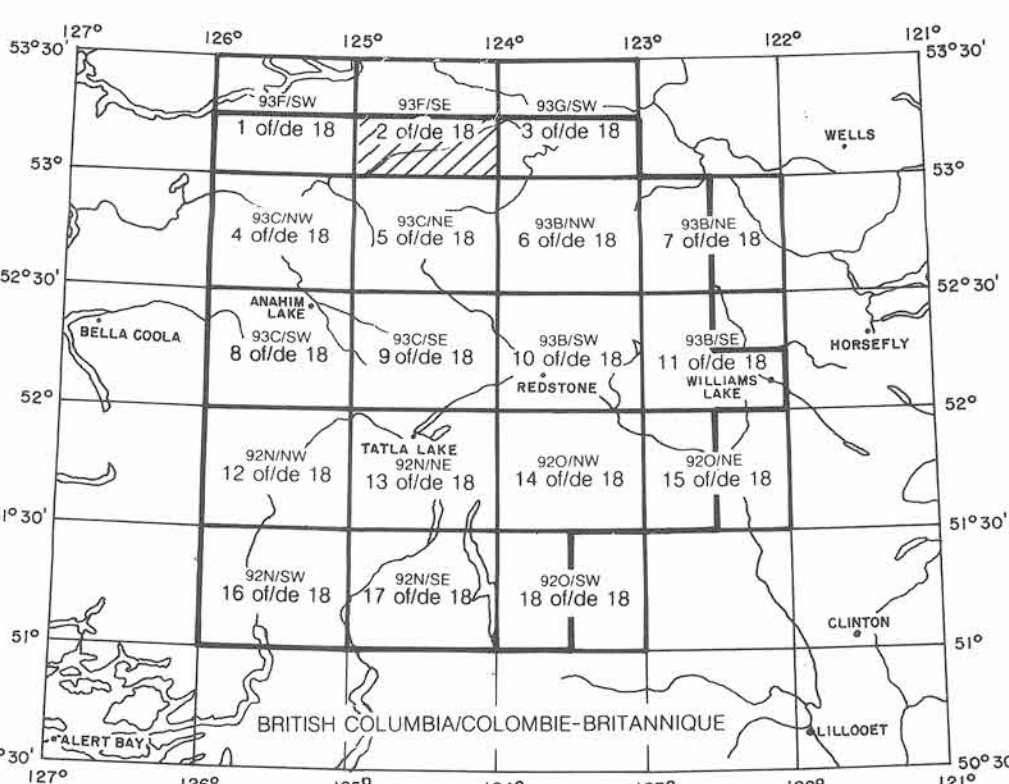 127°
126°
125°
124°
123°
122°
121°
53°30'
53°30'
93F/SW
93F/SE
93G/SW
1 of/de 18
2 of/de 18
3 of/de 18
WELLS
53°
53°
93C/NW
93C/NE
93B/NW
93B/NE
4 of/de 18
5 of/de 18
6 of/de 18
7 of/de 18
52°30'
52°30'
ANAHIM
LAKE
BELLA COOLA
93C/SW
93C/SE
93B/SW
93B/SE
8 of/de 18
9 of/de 18
10 of/de 18
11 of/de 18
HORSEFLY
REDSTONE
WILLIAMS
LAKE
52°
52°
TATLA LAKE
92N/NW
92N/NE
92O/NW
92O/NE
12 of/de 18
13 of/de 18
14 of/de 18
15 of/de 18
1°30'
51°30'
92N/SW
92N/SE
92O/SW
16 of/de 18
17 of/de 18
18 of/de 18
CLINTON
51°
51°
BRITISH COLUMBIA/COLOMBIE-BRITANNIQUE
LILLOOET
ALERT BAY
°30'
50°30
127°
126°
125°
124°
123°
122°
121°